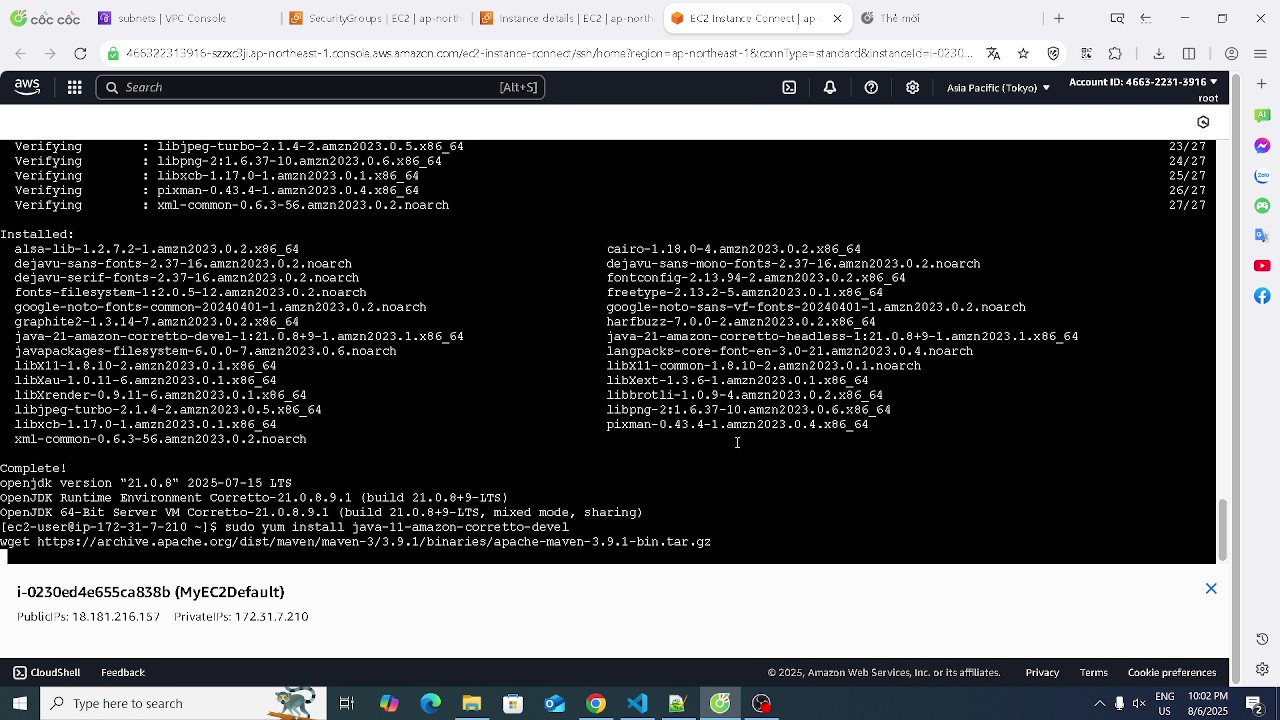 cốc cốc
subnets | VPC Console
SecurityGroups | EC2 | ap-north
Instance details | EC2 | ap-north
EC2 Instance Connect | ap-
Thẻ mới
466322313916-szzxc3ji.ap-northeast-1.console.aws.amazon.com/ec2-instance-connect/ssh/home?region=ap-northeast-1&connType=standard&instanceId=i-0230...
aws
Search
[Alt+S]
Asia Pacific (Tokyo)
Account ID: 4663-2231-3916
root
Verifying : libjpeg-turbo-2.1.4-2.amzn2023.0.5.x86_64 23/27
Verifying : libpng-2:1.6.37-10.amzn2023.0.6.x86_64 24/27
Verifying : libxcb-1.17.0-1.amzn2023.0.1.x86_64 25/27
Verifying : pixman-0.43.4-1.amzn2023.0.4.x86_64 26/27
Verifying : xml-common-0.6.3-56.amzn2023.0.2.noarch 27/27
Installed:
alsa-lib-1.2.7.2-1.amzn2023.0.2.x86_64 cairo-1.18.0-4.amzn2023.0.2.x86_64
dejavu-sans-fonts-2.37-16.amzn2023.0.2.noarch dejavu-sans-mono-fonts-2.37-16.amzn2023.0.2.noarch
dejavu-serif-fonts-2.37-16.amzn2023.0.2.noarch fontconfig-2.13.94-2.amzn2023.0.2.x86_64
fonts-filesystem-1:2.0.5-12.amzn2023.0.2.noarch freetype-2.13.2-5.amzn2023.0.1.x86_64
google-noto-fonts-common-20240401-1.amzn2023.0.2.noarch google-noto-sans-vf-fonts-20240401-1.amzn2023.0.2.noarch
graphite2-1.3.14-7.amzn2023.0.2.x86_64 harfbuzz-7.0.0-2.amzn2023.0.2.x86_64
java-21-amazon-corretto-devel-1:21.0.8+9-1.amzn2023.1.x86_64 java-21-amazon-corretto-headless-1:21.0.8+9-1.amzn2023.1.x86_64
javapackages-filesystem-6.0.0-7.amzn2023.0.6.noarch langpacks-core-font-en-3.0-21.amzn2023.0.4.noarch
libX11-1.8.10-2.amzn2023.0.1.x86_64 libX11-common-1.8.10-2.amzn2023.0.1.noarch
libXau-1.0.11-6.amzn2023.0.1.x86_64 libXext-1.3.6-1.amzn2023.0.1.x86_64
libXrender-0.9.11-6.amzn2023.0.1.x86_64 libbrotli-1.0.9-4.amzn2023.0.2.x86_64
libjpeg-turbo-2.1.4-2.amzn2023.0.5.x86_64 libpng-2:1.6.37-10.amzn2023.0.6.x86_64
libxcb-1.17.0-1.amzn2023.0.1.x86_64 pixman-0.43.4-1.amzn2023.0.4.x86_64
xml-common-0.6.3-56.amzn2023.0.2.noarch
Complete!
openjdk version "21.0.8" 2025-07-15 LTS
OpenJDK Runtime Environment Corretto-21.0.8.9.1 (build 21.0.8+9-LTS)
OpenJDK 64-Bit Server VM Corretto-21.0.8.9.1 (build 21.0.8+9-LTS, mixed mode, sharing)
[ec2-user@ip-172-31-7-210 ~]$ sudo yum install java-11-amazon-corretto-devel
wget https://archive.apache.org/dist/maven/maven-3/3.9.1/binaries/apache-maven-3.9.1-bin.tar.gz
i-0230ed4e655ca838b (MyEC2Default)
PublicIPs: 18.181.216.157 PrivateIPs: 172.31.7.210
CloudShell Feedback
© 2025, Amazon Web Services, Inc. or its affiliates. Privacy Terms Cookie preferences
Type here to search
ENG
US
10:02 PM
8/6/2025
2
AI
Zalo